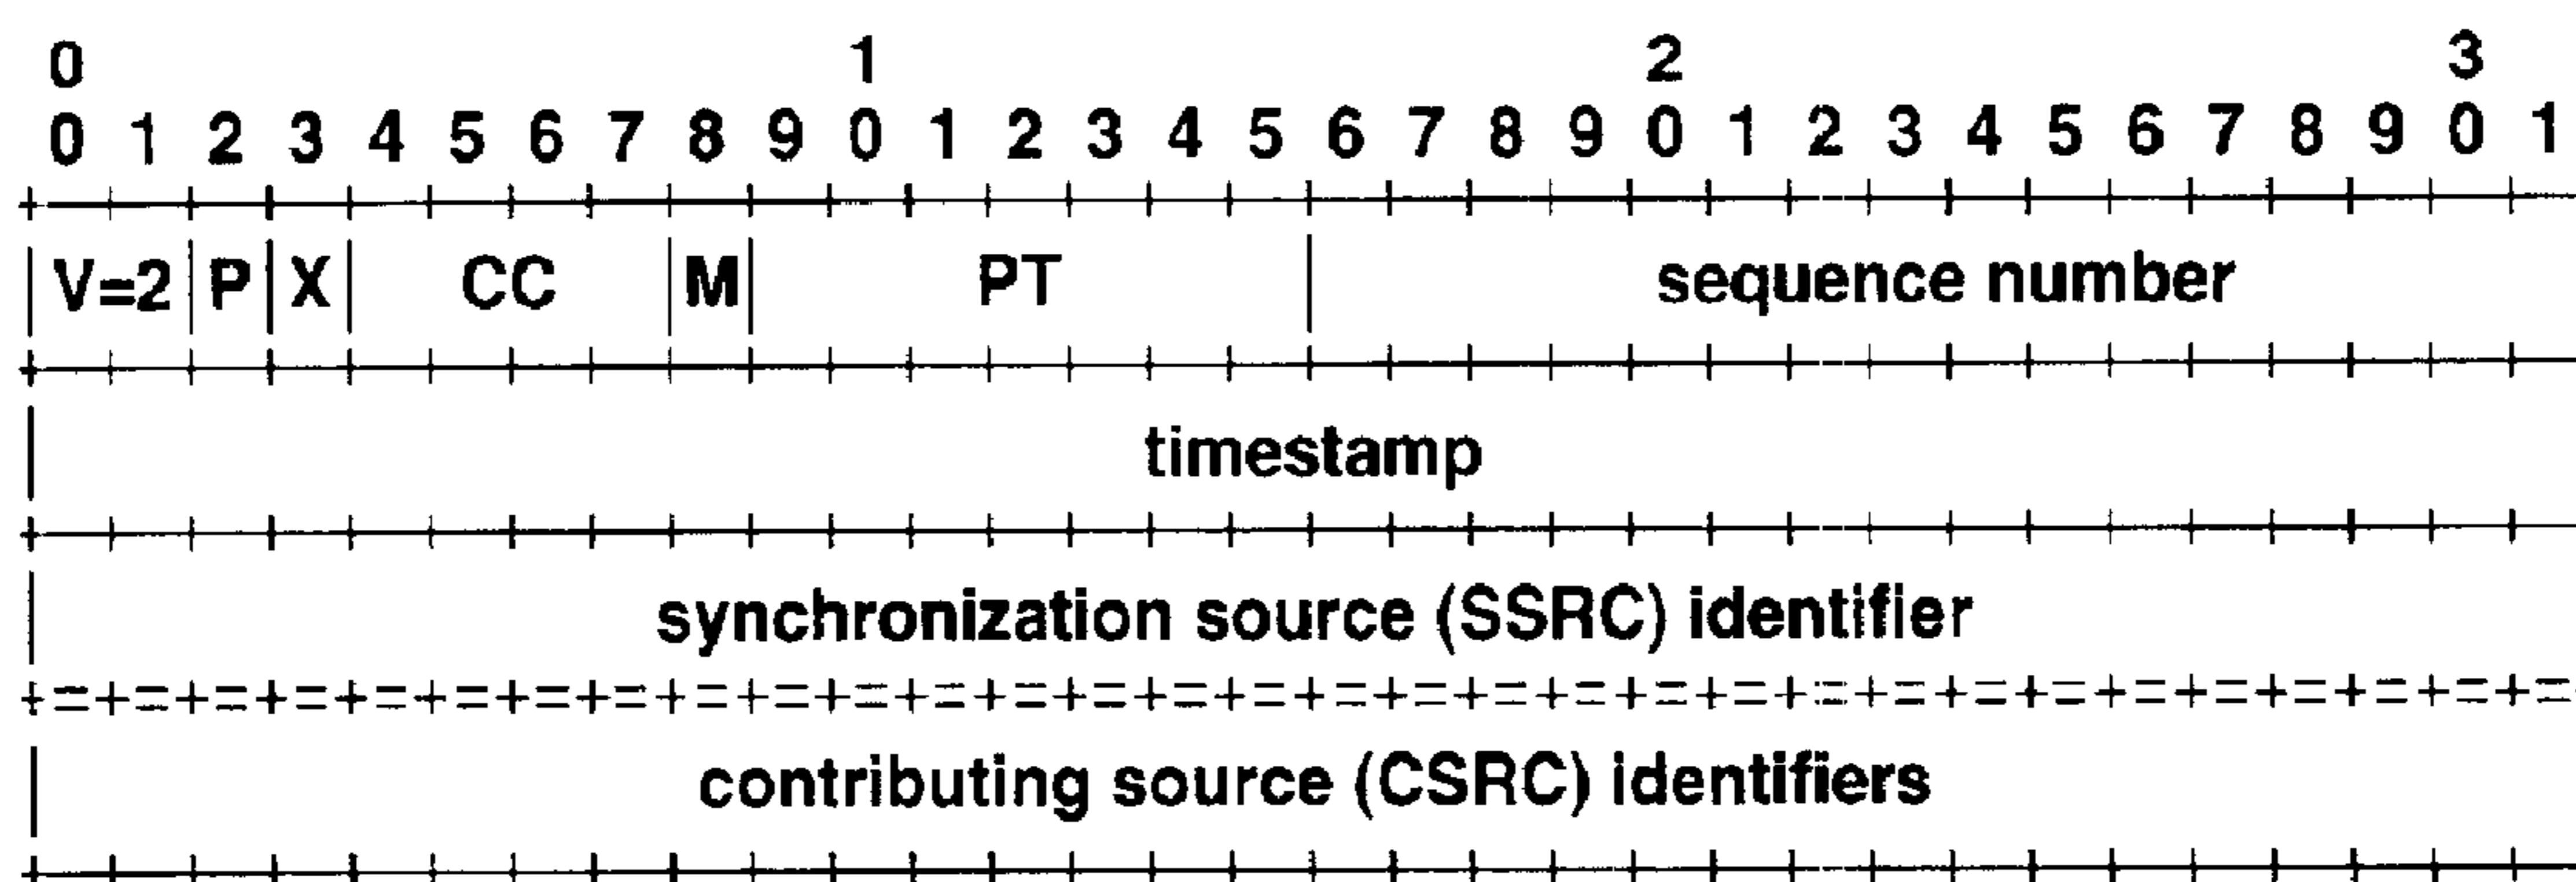 0 1 2 3
0 1 2 3 4 5 6 7 8 9 0 1 2 3 4 5 6 7 8 9 0 1 2 3 4 5 6 7 8 9 0 1
V=2 P X CC M PT sequence number
timestamp
synchronization source (SSRC) identifier
+=+=+=+=+=+=+=+=+=+=+=+=+=+=+=+=+=+=+=+=+=+=+=+=+=+=+=+=+=+=+=+=
contributing source (CSRC) identifiers